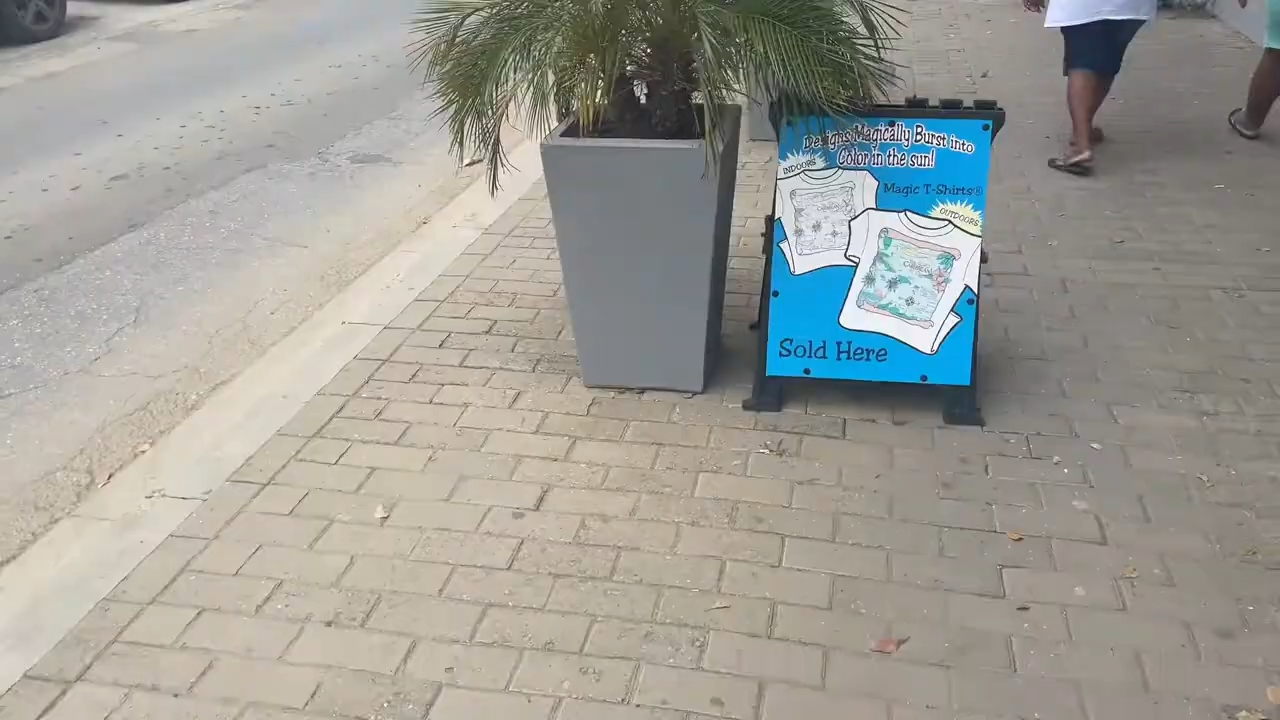 Designs Magically Burst into
Color in the sun!
INDOORS
Magic T-Shirts®
OUTDOORS
Sold Here